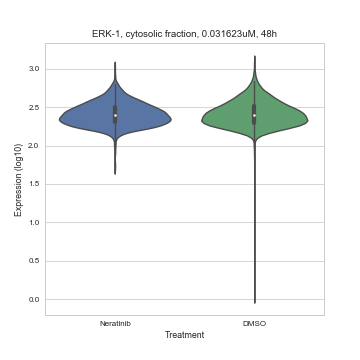 ERK-1, cytosolic fraction, 0.031623uM, 48h
3.0
2.5
2.0
1.5
1.0
0.5
0.0
Expression (log10)
Neratinib
DMSO
Treatment